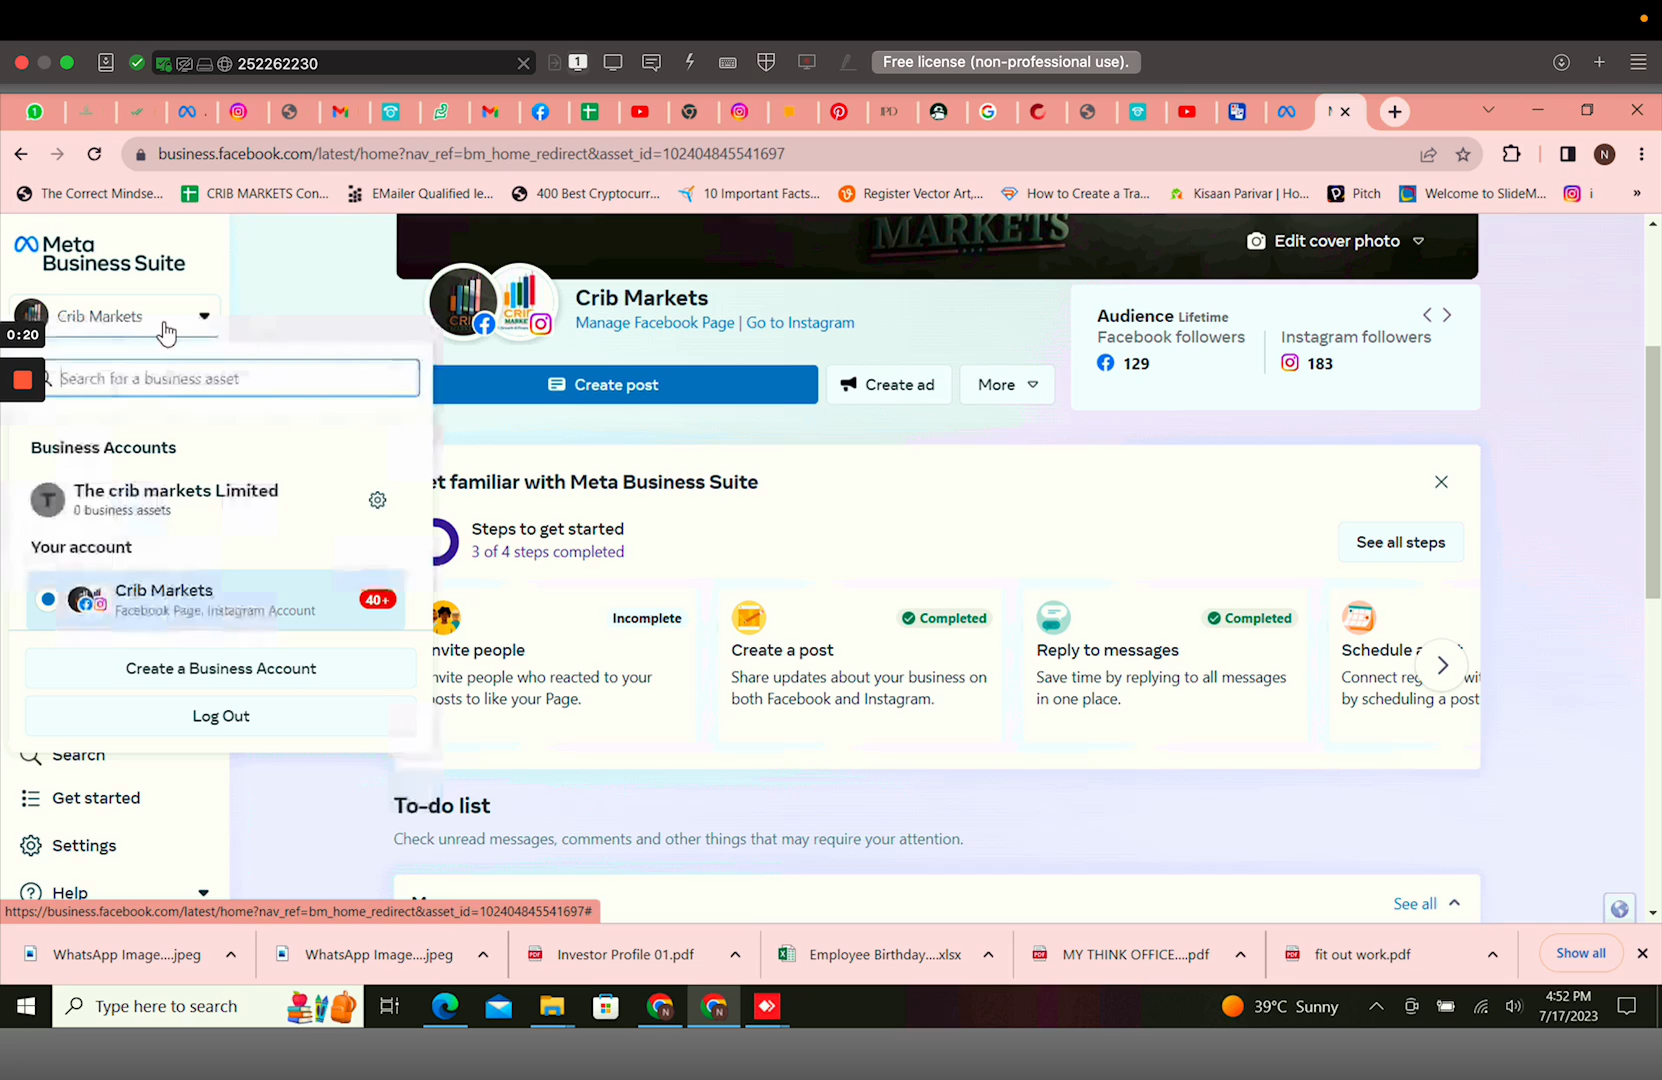 252262230
1
Free license (non-professional use).
business.facebook.com/latest/home?nav_ref=bm_home_redirect&asset_id=102404845541697
N
The Correct Mindse...
CRIB MARKETS Con...
EMailer Qualified le...
400 Best Cryptocurr...
10 Important Facts...
Register Vector Art,...
How to Create a Tra...
Kisaan Parivar | Ho...
Pitch
Welcome to SlideM...
i
»
Meta
Business Suite
MARKETS
Edit cover photo
Crib Markets
0:20
Search for a business asset
Business Accounts
T
The crib markets Limited
0 business assets
Your account
Crib Markets
Facebook Page, Instagram Account
40+
Create a Business Account
Log Out
Search
Get started
Settings
Help
Crib Markets
Manage Facebook Page | Go to Instagram
Create post
Create ad
More
Audience Lifetime
Facebook followers
129
Instagram followers
183
et familiar with Meta Business Suite
Steps to get started
3 of 4 steps completed
See all steps
Incomplete
nvite people
nvite people who reacted to your
osts to like your Page.
Completed
Create a post
Share updates about your business on
both Facebook and Instagram.
Completed
Reply to messages
Save time by replying to all messages
in one place.
Schedule
Connect reg wi
by scheduling a post
To-do list
Check unread messages, comments and other things that may require your attention.
See all
https://business.facebook.com/latest/home?nav_ref=bm_home_redirect&asset_id=102404845541697#
WhatsApp Image....jpeg
WhatsApp Image....jpeg
Investor Profile 01.pdf
Employee Birthday....xlsx
MY THINK OFFICE....pdf
fit out work.pdf
Show all
Type here to search
39°C Sunny
4:52 PM
7/17/2023